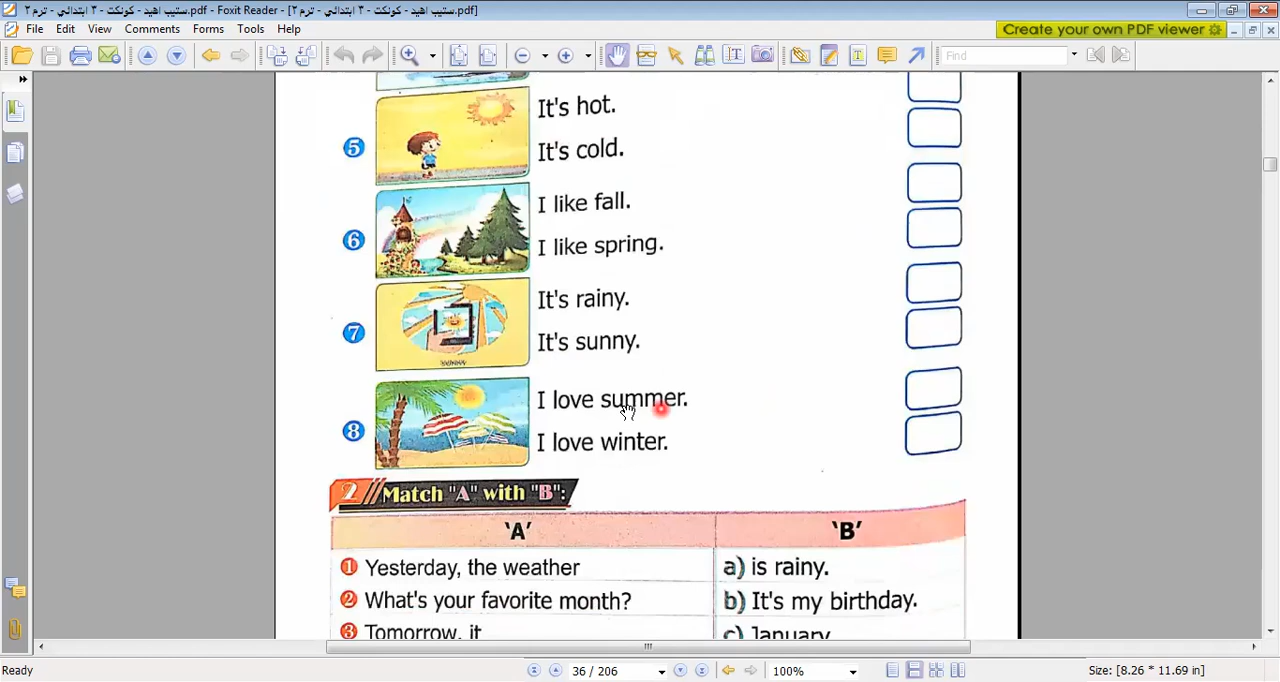 ستيب اهيد - كونكت - ٣ ابتدائي - ترم ٢.pdf - Foxit Reader - [ستيب اهيد - كونكت - ٣ ابتدائي - ترم ٢.pdf]
File Edit View Comments Forms Tools Help
Create your own PDF viewer
Find
It's hot.
5
It's cold.
I like fall.
6
I like spring.
It's rainy.
7
It's sunny.
I love summer.
8
I love winter.
2 Match "A" with "B":
'A' 'B'
1 Yesterday, the weather a) is rainy.
2 What's your favorite month? b) It's my birthday.
3 Tomorrow, it c) January
Ready 36 / 206 100% Size: [8.26 * 11.69 in]